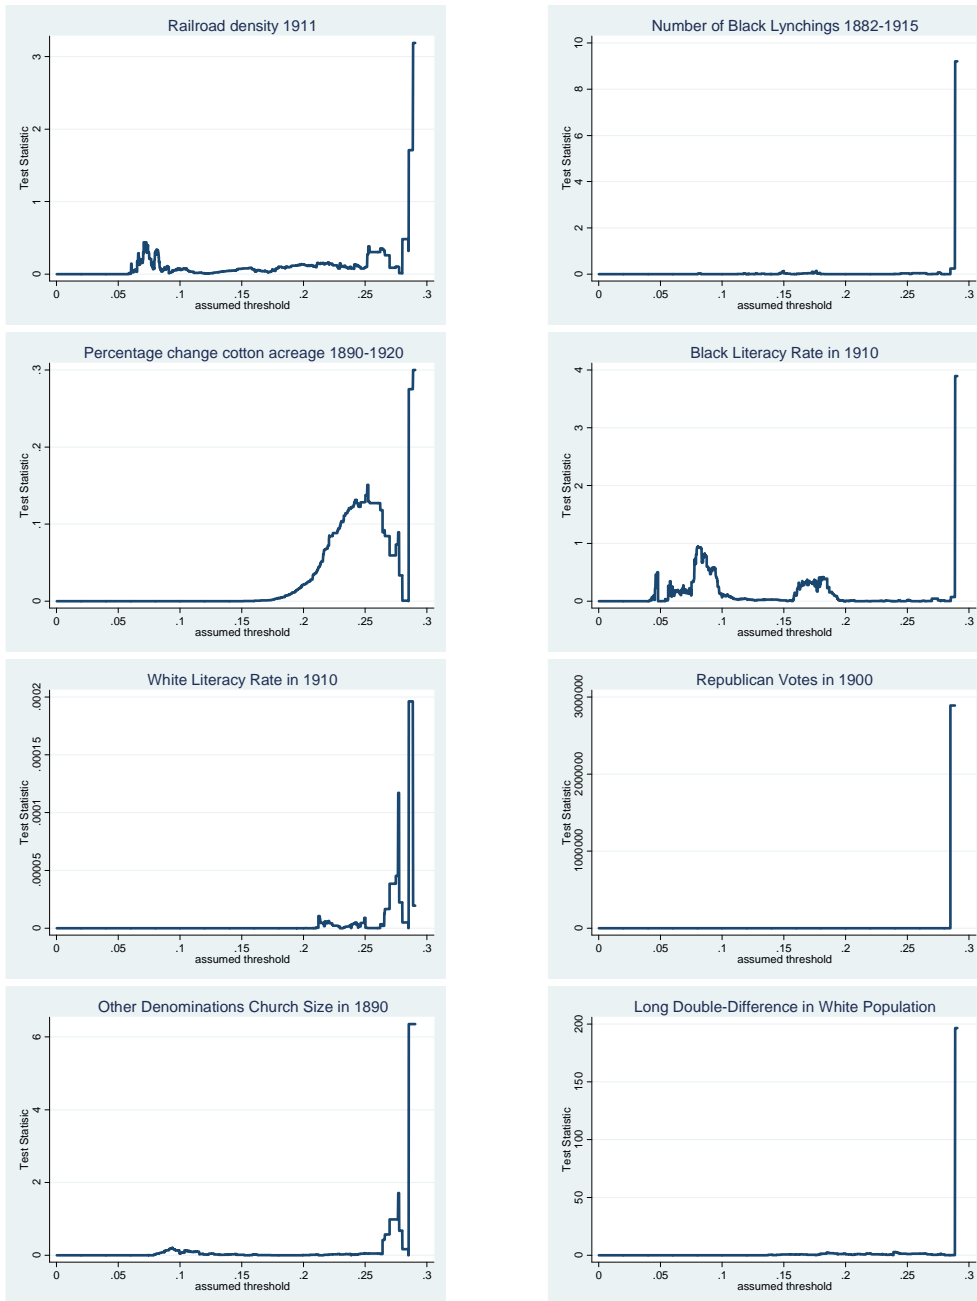 Railroad density 1911
Test Statistic
0 1 2 3
0 .05 .1 .15 .2 .25 .3
assumed threshold
Number of Black Lynchings 1882-1915
Test Statistic
0 2 4 6 8 10
0 .05 .1 .15 .2 .25 .3
assumed threshold
Percentage change cotton acreage 1890-1920
Test Statistic
0 .1 .2 .3
0 .05 .1 .15 .2 .25 .3
assumed threshold
Black Literacy Rate in 1910
Test Statistic
0 1 2 3 4
0 .05 .1 .15 .2 .25 .3
assumed threshold
White Literacy Rate in 1910
Test Statistic
0 .00005 .0001 .00015 .0002
0 .05 .1 .15 .2 .25 .3
assumed threshold
Republican Votes in 1900
Test Statistic
0 1000000 2000000 3000000
0 .05 .1 .15 .2 .25 .3
assumed threshold
Other Denominations Church Size in 1890
Test Statisic
0 2 4 6
0 .05 .1 .15 .2 .25 .3
assumed threshold
Long Double-Difference in White Population
Test Statistic
0 50 100 150 200
0 .05 .1 .15 .2 .25 .3
assumed threshold